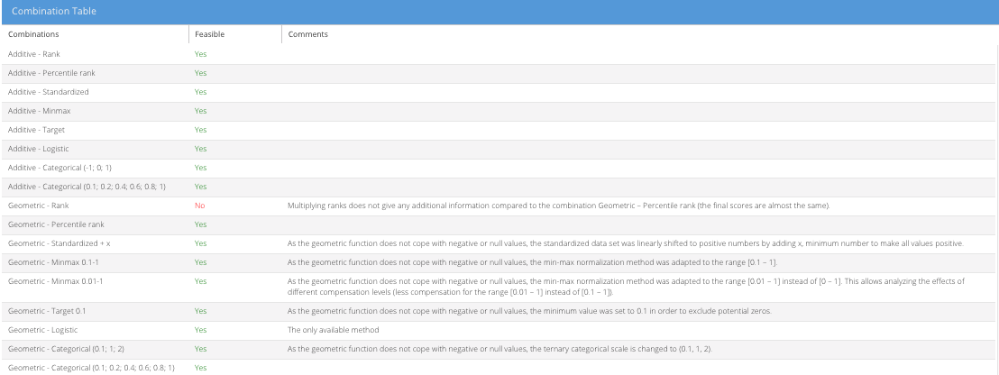 Combination Table
Combinations Feasible Comments
Additive - Rank Yes
Additive - Percentile rank Yes
Additive - Standardized Yes
Additive - Minmax Yes
Additive - Target Yes
Additive - Logistic Yes
Additive - Categorical (-1; 0; 1) Yes
Additive - Categorical (0.1; 0.2; 0.4; 0.6; 0.8; 1) Yes
Geometric - Rank No Multiplying ranks does not give any additional information compared to the combination Geometric – Percentile rank (the final scores are almost the same).
Geometric - Percentile rank Yes
Geometric - Standardized + x Yes As the geometric function does not cope with negative or null values, the standardized data set was linearly shifted to positive numbers by adding x, minimum number to make all values positive.
Geometric - Minmax 0.1-1 Yes As the geometric function does not cope with negative or null values, the min-max normalization method was adapted to the range [0.1 – 1].
Geometric - Minmax 0.01-1 Yes As the geometric function does not cope with negative or null values, the min-max normalization method was adapted to the range [0.01 – 1] instead of [0 – 1]. This allows analyzing the effects of
different compensation levels (less compensation for the range [0.01 – 1] instead of [0.1 – 1]).
Geometric - Target 0.1 Yes As the geometric function does not cope with negative or null values, the minimum value was set to 0.1 in order to exclude potential zeros.
Geometric - Logistic Yes The only available method
Geometric - Categorical (0.1; 1; 2) Yes As the geometric function does not cope with negative or null values, the ternary categorical scale is changed to (0.1, 1, 2).
Geometric - Categorical (0.1; 0.2; 0.4; 0.6; 0.8; 1) Yes